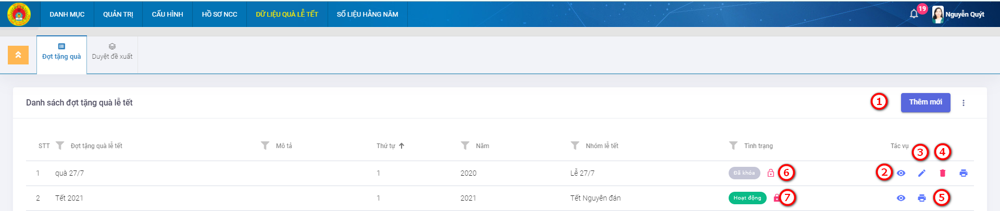 DANH MỤC QUẢN TRỊ CẤU HÌNH HỒ SƠ NCC DỮ LIỆU QUÀ LỄ TẾT SỐ LIỆU HẰNG NĂM 19 Nguyễn Quýt
Đợt tặng quà Duyệt đề xuất
Danh sách đợt tặng quà lễ tết 1 Thêm mới
STT Đợt tặng quà lễ tết Mô tả Thứ tự Năm Nhóm lễ tết Tình trạng Tác vụ 3 4
1 quà 27/7 1 2020 Lễ 27/7 Đã khóa 6 2
2 Tết 2021 1 2021 Tết Nguyên đán Hoạt động 7 5